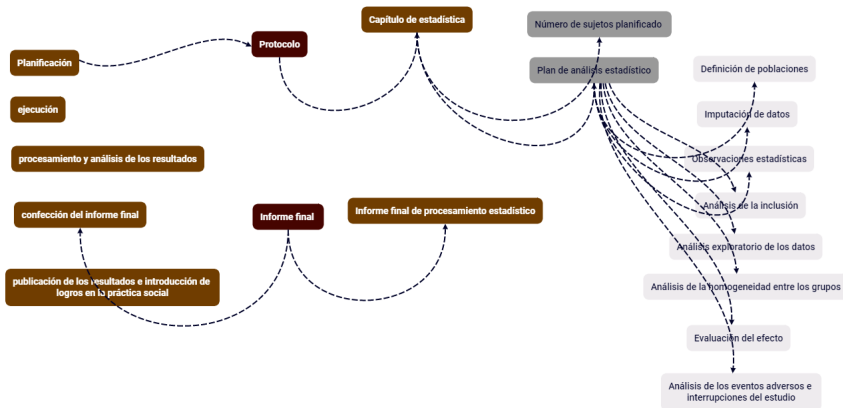 Planificación
ejecución
procesamiento y análisis de los resultados
confección del informe final
publicación de los resultados e introducción de
logros en la práctica social
Protocolo
Informe final
Capítulo de estadística
Informe final de procesamiento estadístico
Número de sujetos planificado
Plan de análisis estadístico
Definición de poblaciones
Imputación de datos
Observaciones estadísticas
Análisis de la inclusión
Análisis exploratorio de los datos
Análisis de la homogeneidad entre los grupos
Evaluación del efecto
Análisis de los eventos adversos e
interrupciones del estudio